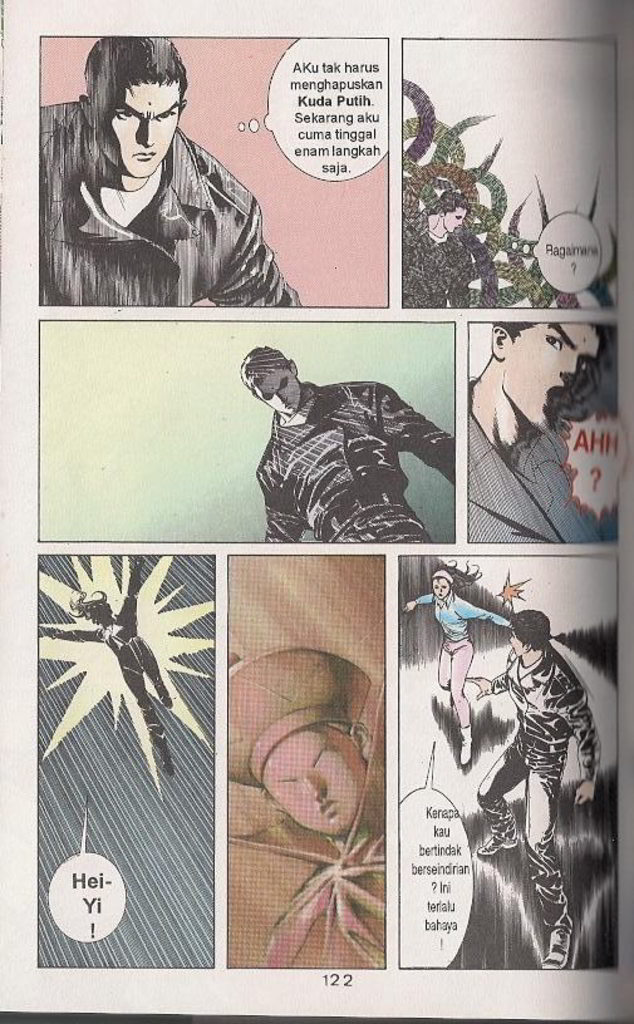 AKu tak harus
menghapuskan
Kuda Putih.
Sekarang aku
cuma tinggal
enam langkah
saja.
Bagaimana
?
AHH
?
Hei-
Yi
!
Kenapa
kau
bertindak
berseindirian
? Ini
terlalu
bahaya
!
122